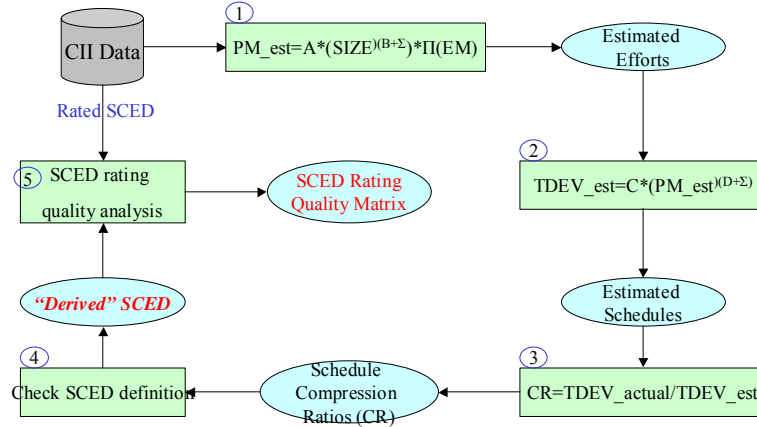 1
CII Data
PM_est=A*(SIZE)(B+Σ)*Π(EM)
Estimated
Efforts
Rated SCED
2
TDEV_est=C*(PM_est)(D+Σ)
5
SCED rating
quality analysis
SCED Rating
Quality Matrix
“Derived” SCED
Estimated
Schedules
4
Check SCED definition
Schedule
Compression
Ratios (CR)
3
CR=TDEV_actual/TDEV_est